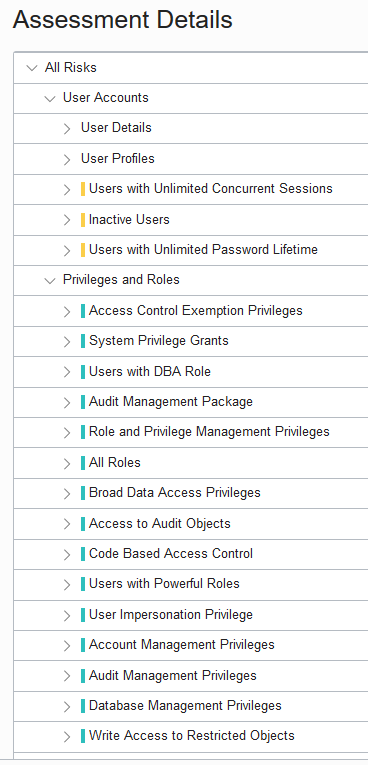 Assessment Details
All Risks
User Accounts
User Details
User Profiles
Users with Unlimited Concurrent Sessions
Inactive Users
Users with Unlimited Password Lifetime
Privileges and Roles
Access Control Exemption Privileges
System Privilege Grants
Users with DBA Role
Audit Management Package
Role and Privilege Management Privileges
All Roles
Broad Data Access Privileges
Access to Audit Objects
Code Based Access Control
Users with Powerful Roles
User Impersonation Privilege
Account Management Privileges
Audit Management Privileges
Database Management Privileges
Write Access to Restricted Objects